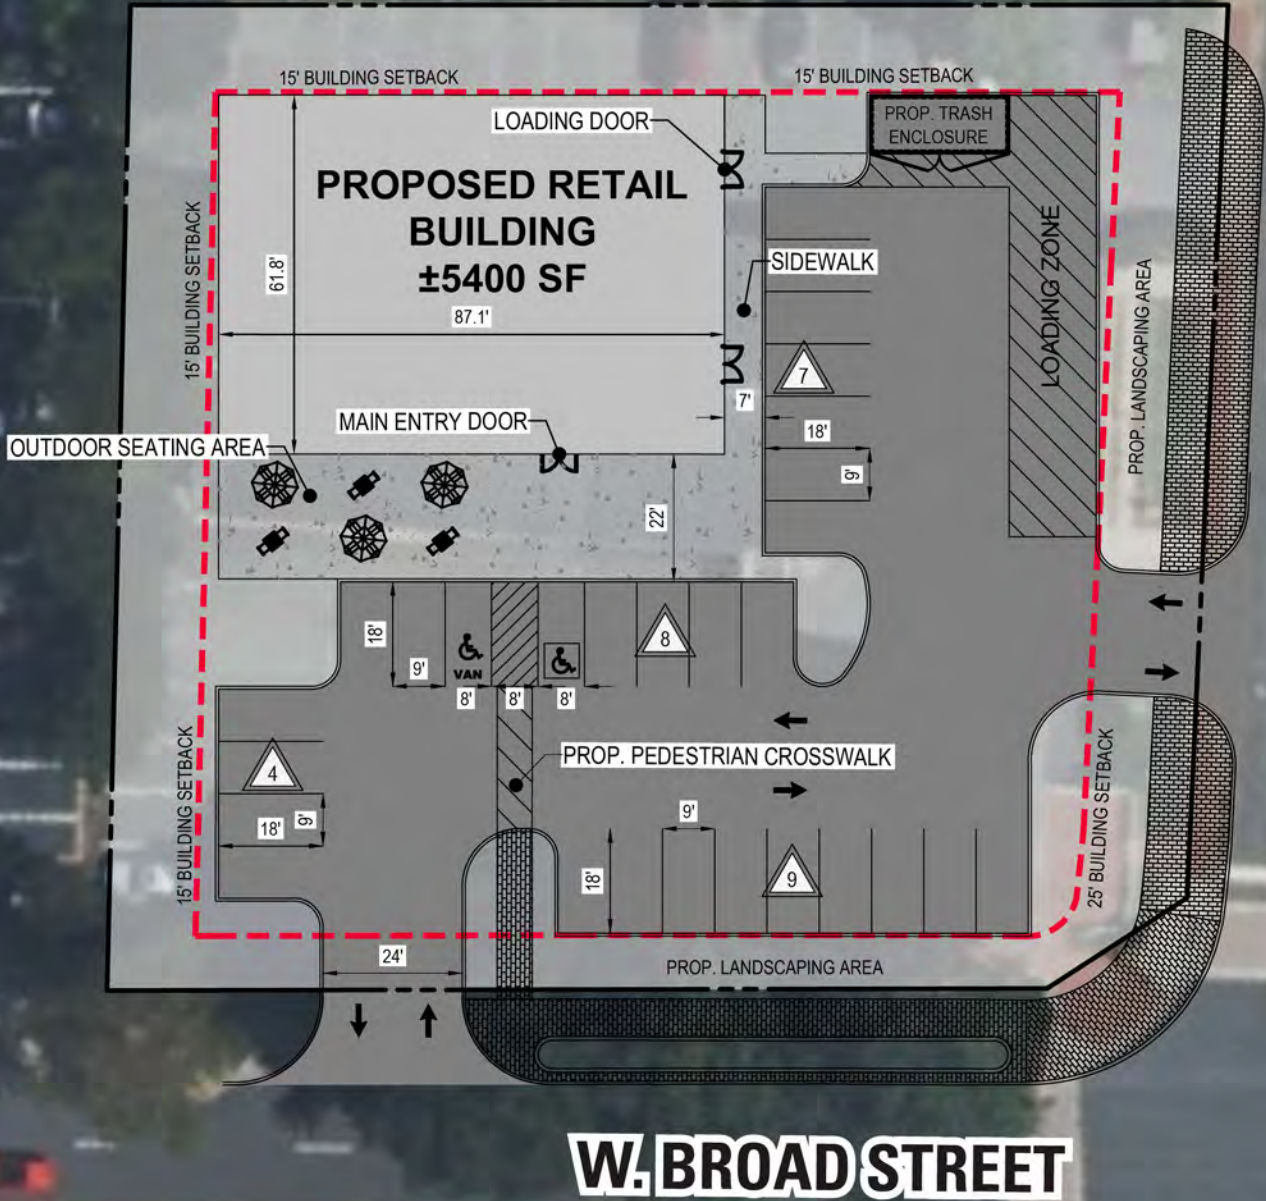 15' BUILDING SETBACK
15' BUILDING SETBACK
LOADING DOOR
PROP. TRASH
ENCLOSURE
PROPOSED RETAIL
BUILDING
±5400 SF
15' BUILDING SETBACK
61.8'
87.1'
SIDEWALK
LOADING ZONE
PROP. LANDSCAPING AREA
7
7'
MAIN ENTRY DOOR
OUTDOOR SEATING AREA
18'
9'
22'
18'
9'
VAN
8'
8'
8'
8
PROP. PEDESTRIAN CROSSWALK
15' BUILDING SETBACK
4
18'
9'
9'
18'
9
25' BUILDING SETBACK
24'
PROP. LANDSCAPING AREA
W. BROAD STREET